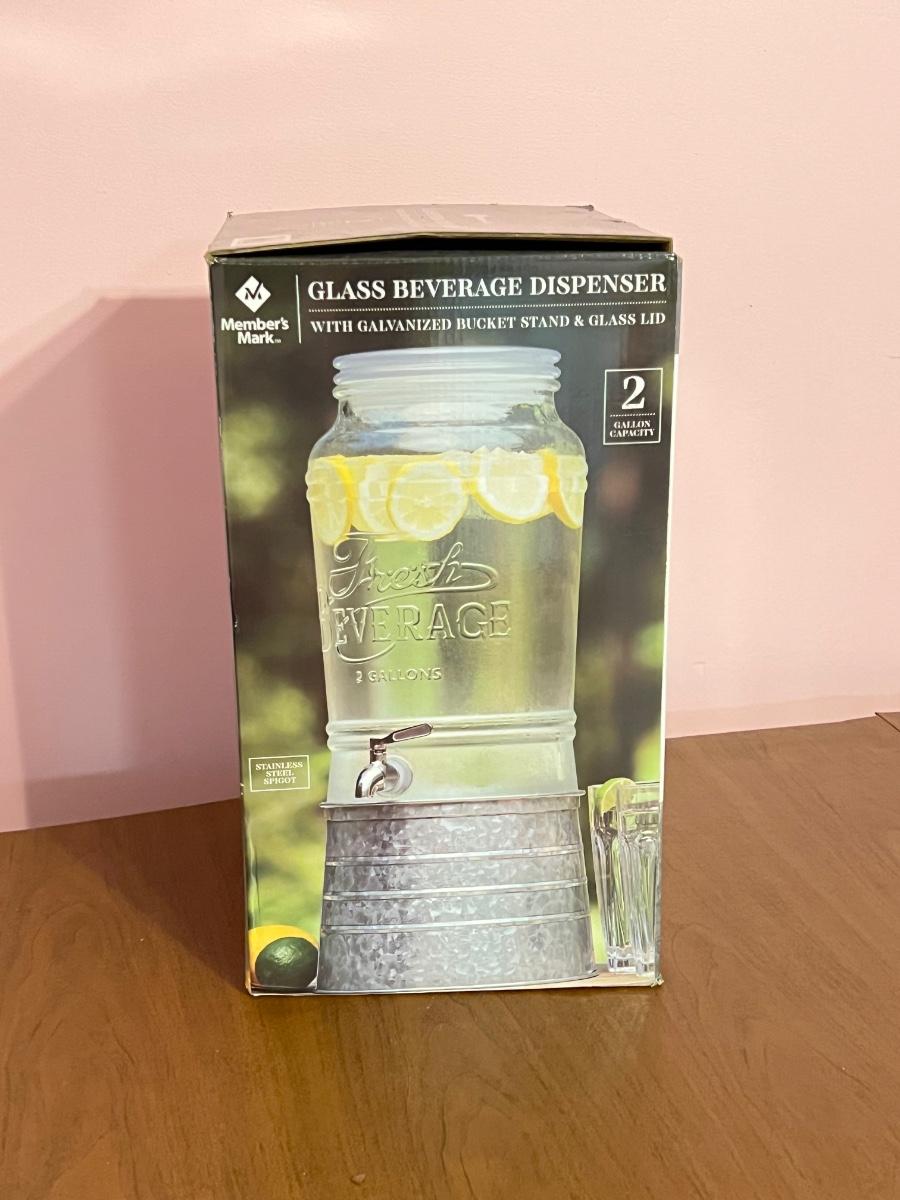 Member's
Mark™
GLASS BEVERAGE DISPENSER
WITH GALVANIZED BUCKET STAND & GLASS LID
2
GALLON
CAPACITY
Fresh
BEVERAGE
2 GALLONS
STAINLESS
STEEL
SPIGOT